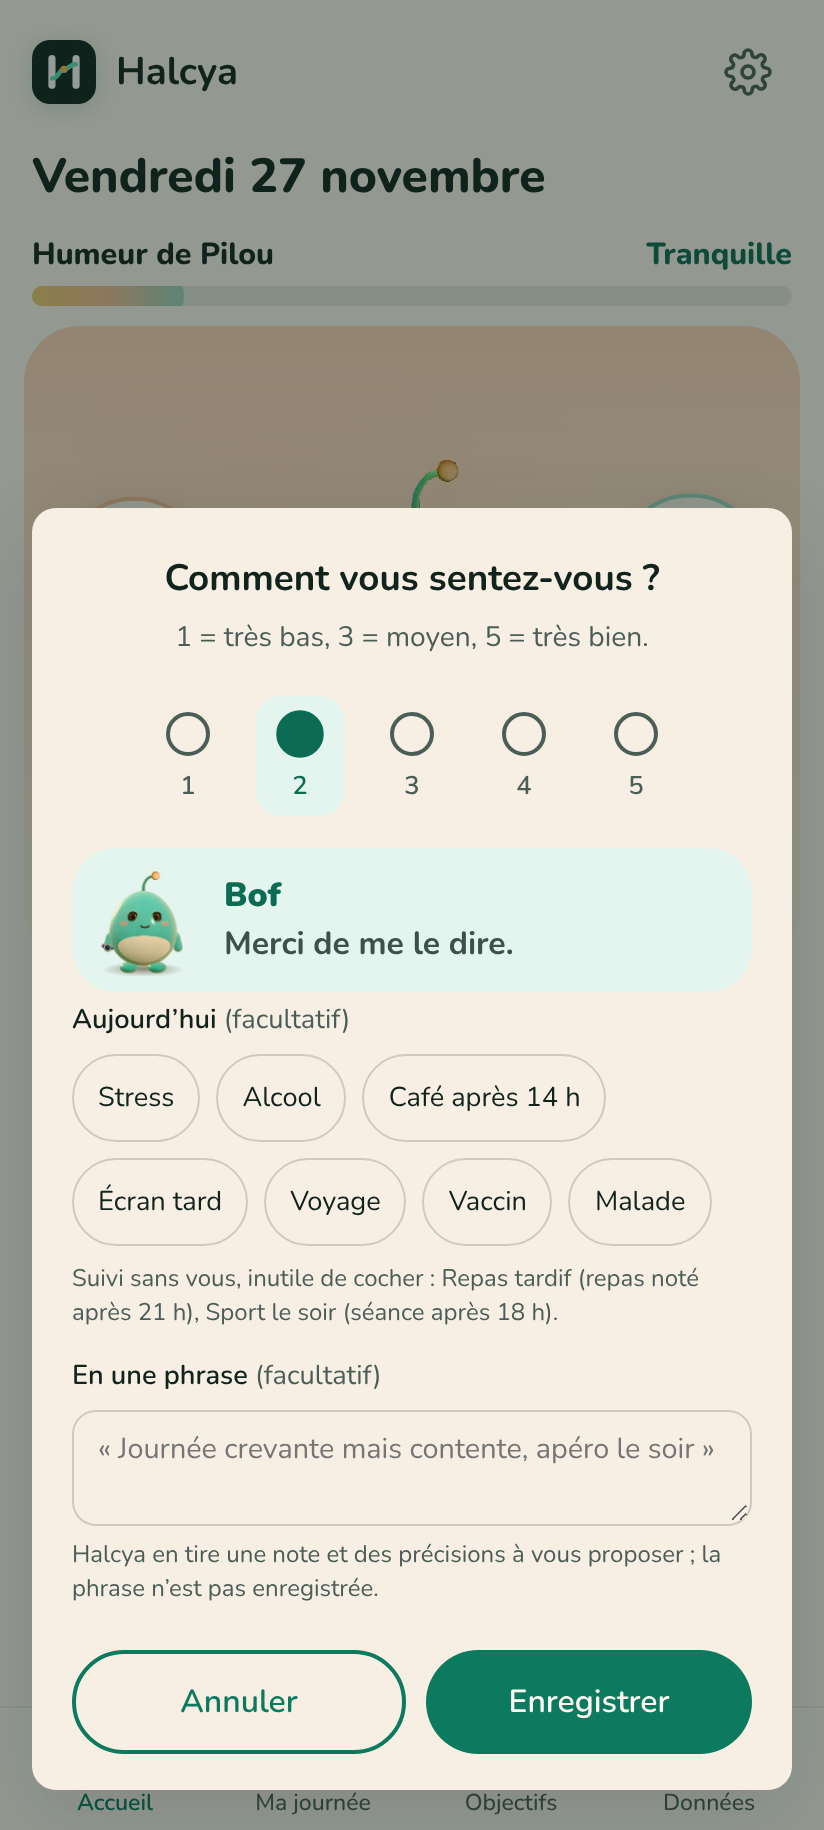 Halcya
Vendredi 27 novembre
Humeur de Pilou
Tranquille
Comment vous sentez-vous ?
1 = très bas, 3 = moyen, 5 = très bien.
1 2 3 4 5
Bof
Merci de me le dire.
Aujourd’hui (facultatif)
Stress Alcool Café après 14 h
Écran tard Voyage Vaccin Malade
Suivi sans vous, inutile de cocher : Repas tardif (repas noté
après 21 h), Sport le soir (séance après 18 h).
En une phrase (facultatif)
« Journée crevante mais contente, apéro le soir »
Halcya en tire une note et des précisions à vous proposer ; la
phrase n’est pas enregistrée.
Annuler Enregistrer
Accueil Ma journée Objectifs Données